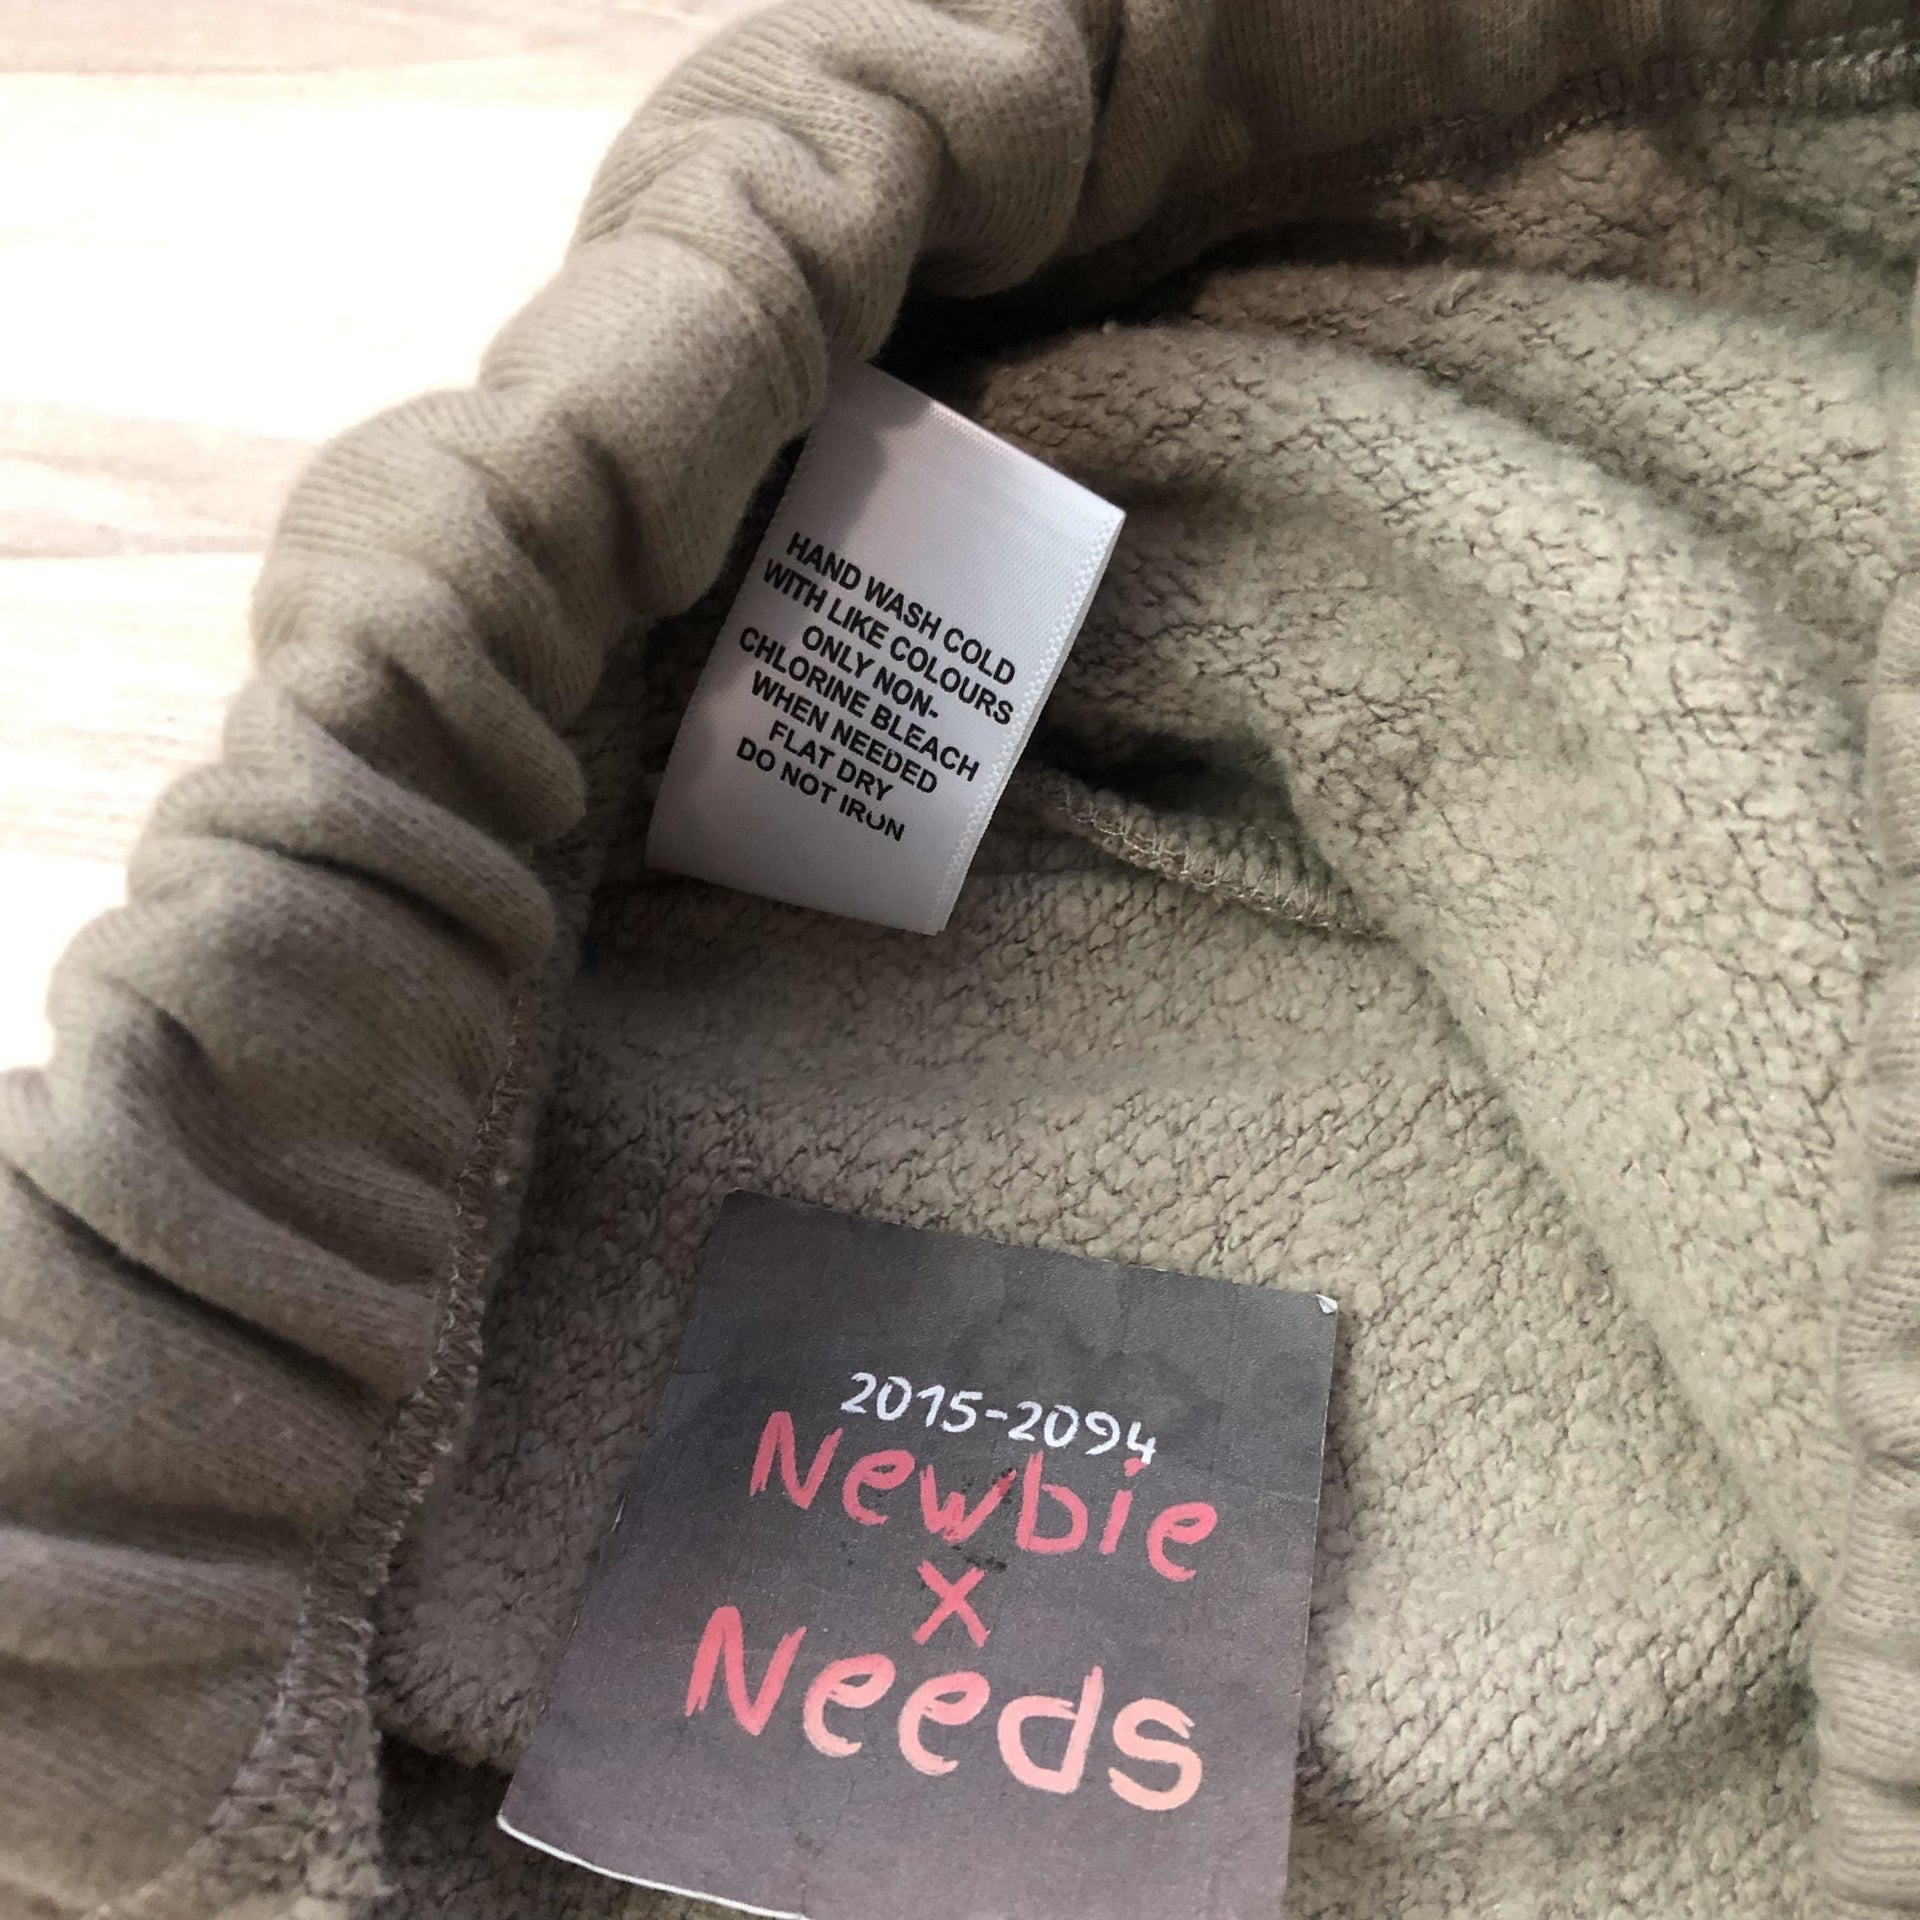 HAND WASH COLD
WITH LIKE COLOURS
ONLY NON-
CHLORINE BLEACH
WHEN NEEDED
FLAT DRY
DO NOT IRON
2015-2094
Newbie
x
Needs